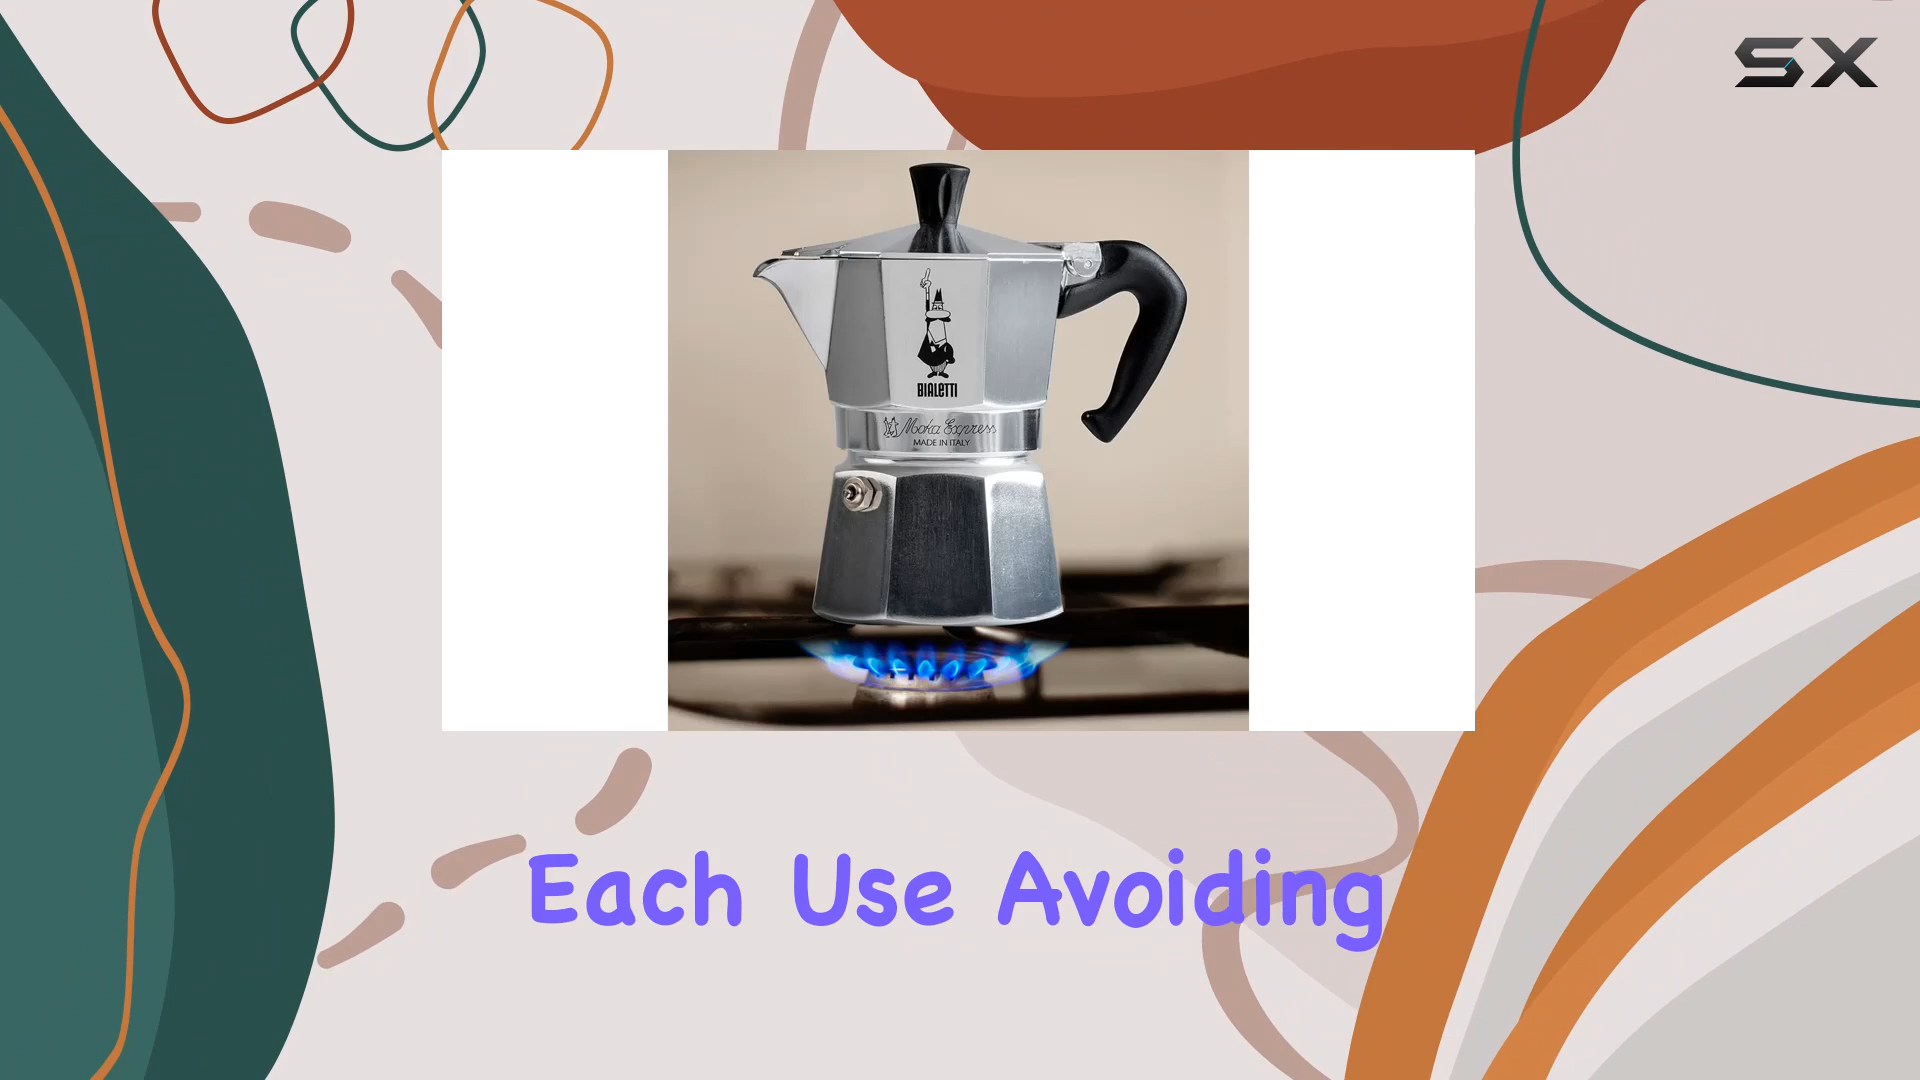 SX
BIALETTI
Moka Express
MADE IN ITALY
Each Use Avoiding